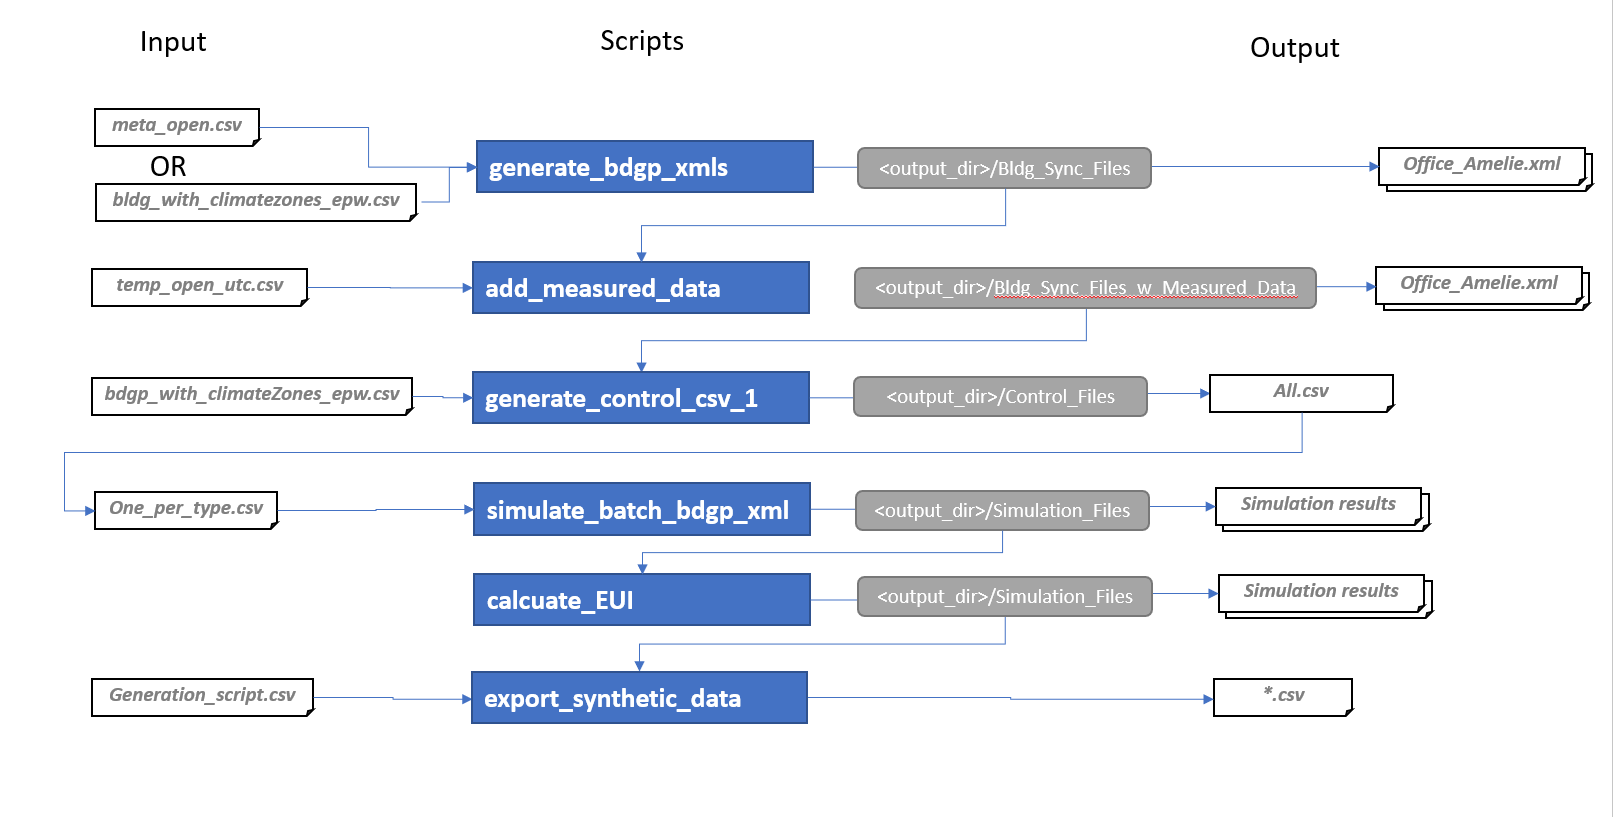 Input
Scripts
Output
meta_open.csv
OR
bldg_with_climatezones_epw.csv
generate_bdgp_xmls
<output_dir>/Bldg_Sync_Files
Office_Amelie.xml
temp_open_utc.csv
add_measured_data
<output_dir>/Bldg_Sync_Files_w_Measured_Data
Office_Amelie.xml
bdgp_with_climateZones_epw.csv
generate_control_csv_1
<output_dir>/Control_Files
All.csv
One_per_type.csv
simulate_batch_bdgp_xml
<output_dir>/Simulation_Files
Simulation results
calcuate_EUI
<output_dir>/Simulation_Files
Simulation results
Generation_script.csv
export_synthetic_data
*.csv